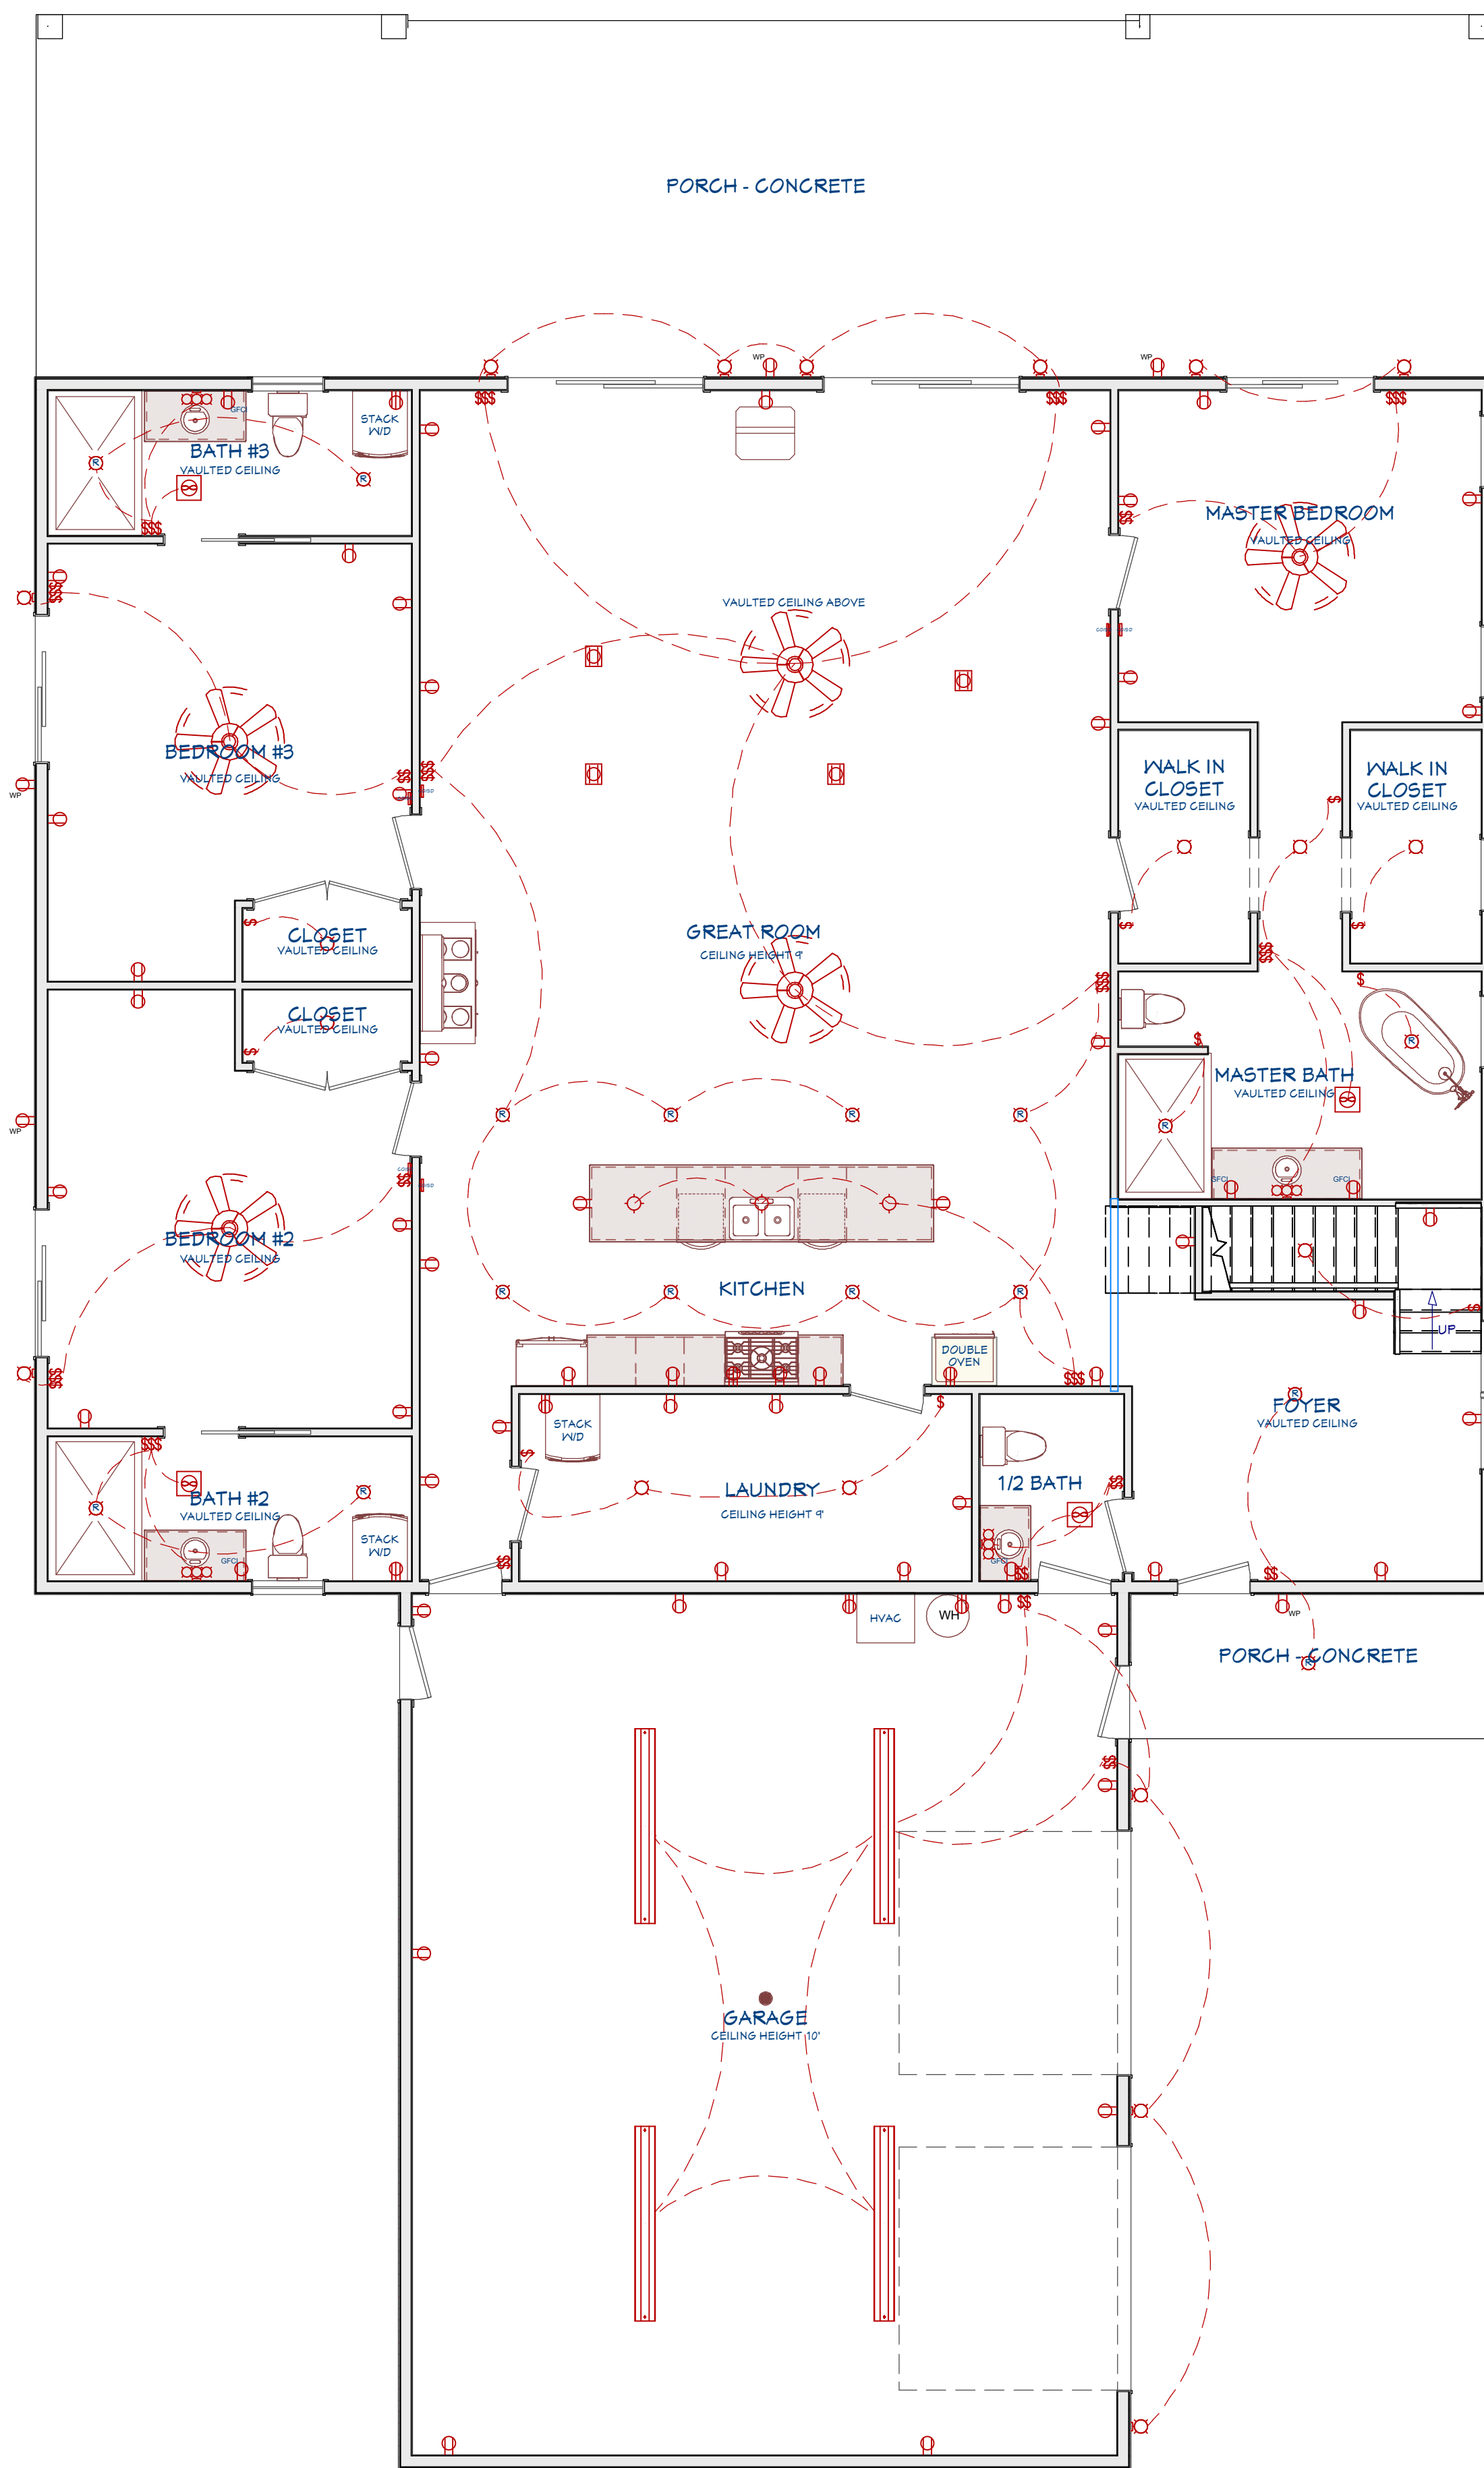 PORCH - CONCRETE
WP
WP
GFCI
STACK
W/D
BATH #3
VAULTED CEILING
R
R
MASTER BEDROOM
VAULTED CEILING
VAULTED CEILING ABOVE
BEDROOM #3
VAULTED CEILING
WP
WALK IN
CLOSET
VAULTED CEILING
WALK IN
CLOSET
VAULTED CEILING
GREAT ROOM
CEILING HEIGHT 9'
CLOSET
VAULTED CEILING
CLOSET
VAULTED CEILING
R
MASTER BATH
VAULTED CEILING
R
R
R
R
R
WP
GFCI
GFCI
BEDROOM #2
VAULTED CEILING
KITCHEN
R
R
R
R
UP
DOUBLE
OVEN
R
FOYER
VAULTED CEILING
STACK
W/D
LAUNDRY
CEILING HEIGHT 9'
1/2 BATH
GFCI
R
R
BATH #2
VAULTED CEILING
STACK
W/D
GFCI
HVAC
WH
WP
PORCH - CONCRETE
R
GARAGE
CEILING HEIGHT 10'